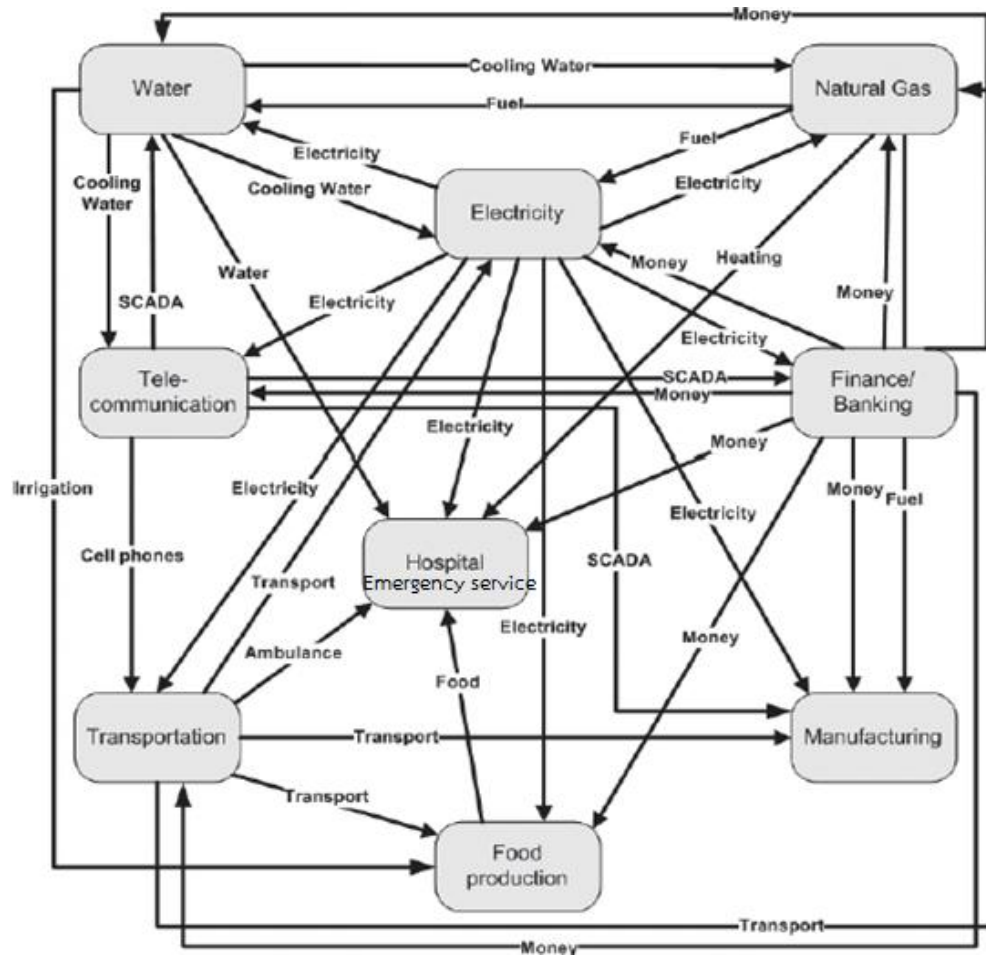 Money
Cooling Water
Water
Natural Gas
Fuel
Fuel
Electricity
Cooling
Water
Cooling Water
Electricity
Electricity
Water
Money
Heating
SCADA
Electricity
Money
Electricity
Tele-
communication
SCADA
Money
Finance/
Banking
Electricity
Money
Irrigation
Electricity
Money
Fuel
Electricity
Cell phones
Hospital
Emergency service
SCADA
Transport
Electricity
Money
Ambulance
Food
Transportation
Transport
Manufacturing
Transport
Food
production
Transport
Money